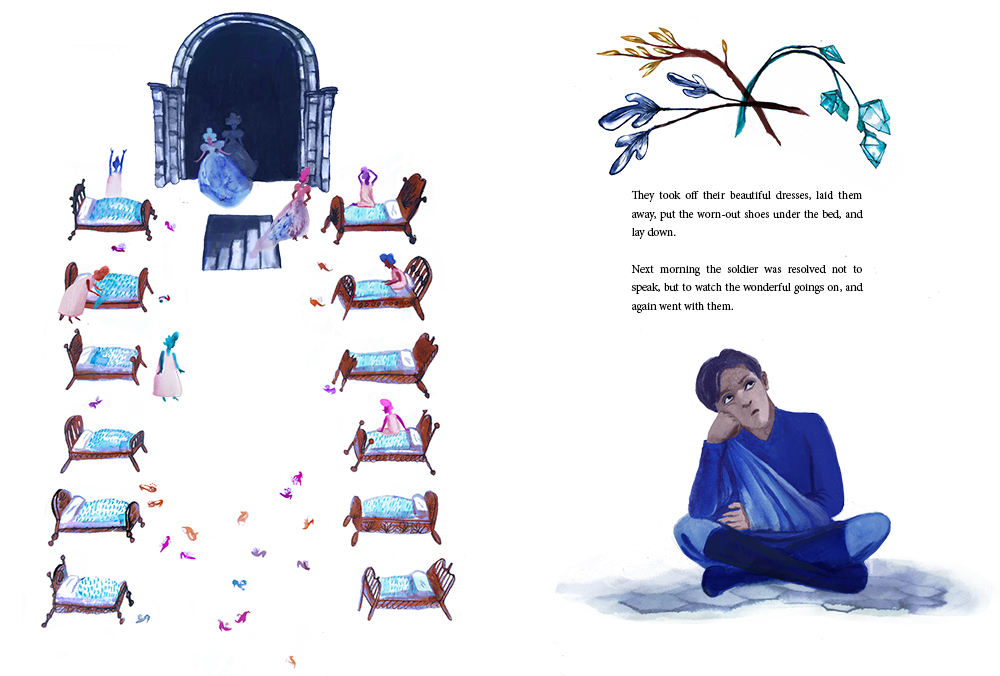 They took off their beautiful dresses, laid them
away, put the worn-out shoes under the bed, and
lay down.
Next morning the soldier was resolved not to
speak, but to watch the wonderful goings on, and
again went with them.